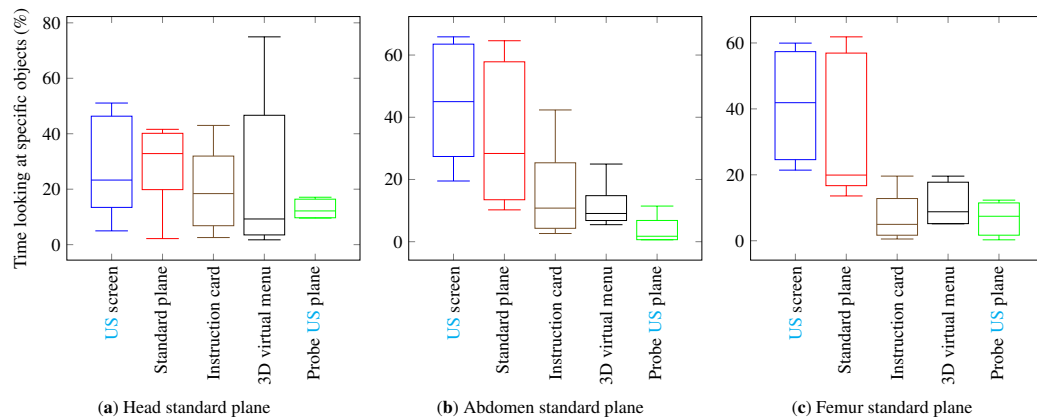 Time looking at specific objects (%)
80
60
40
20
0
US screen
Standard plane
Instruction card
3D virtual menu
Probe US plane
(a) Head standard plane
60
40
20
0
US screen
Standard plane
Instruction card
3D virtual menu
Probe US plane
(b) Abdomen standard plane
60
40
20
0
US screen
Standard plane
Instruction card
3D virtual menu
Probe US plane
(c) Femur standard plane